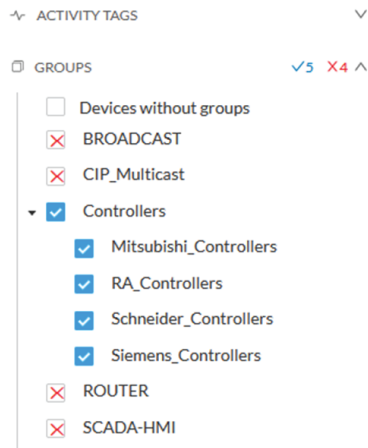 ACTIVITY TAGS
GROUPS 5 4
Devices without groups
BROADCAST
CIP_Multicast
Controllers
Mitsubishi_Controllers
RA_Controllers
Schneider_Controllers
Siemens_Controllers
ROUTER
SCADA-HMI